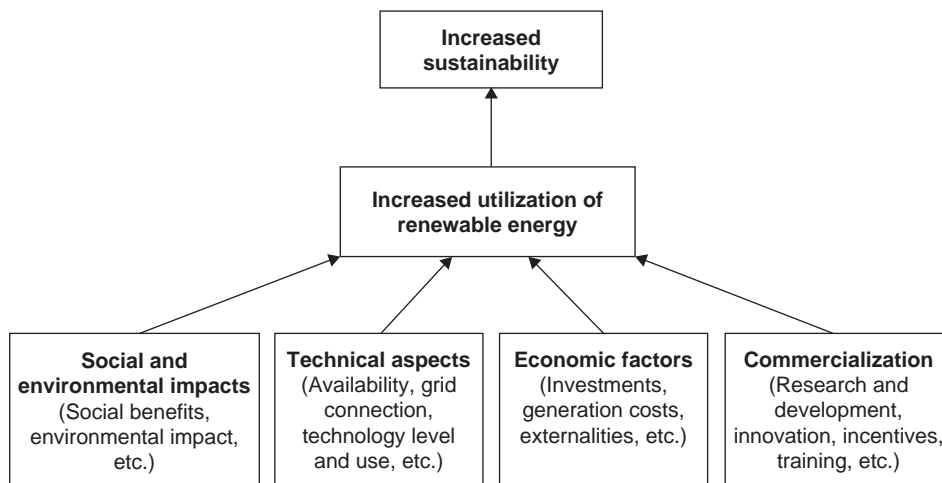 Increased
sustainability
Increased utilization of
renewable energy
Social and
environmental impacts
(Social benefits,
environmental impact,
etc.)
Technical aspects
(Availability, grid
connection,
technology level
and use, etc.)
Economic factors
(Investments,
generation costs,
externalities, etc.)
Commercialization
(Research and
development,
innovation, incentives,
training, etc.)